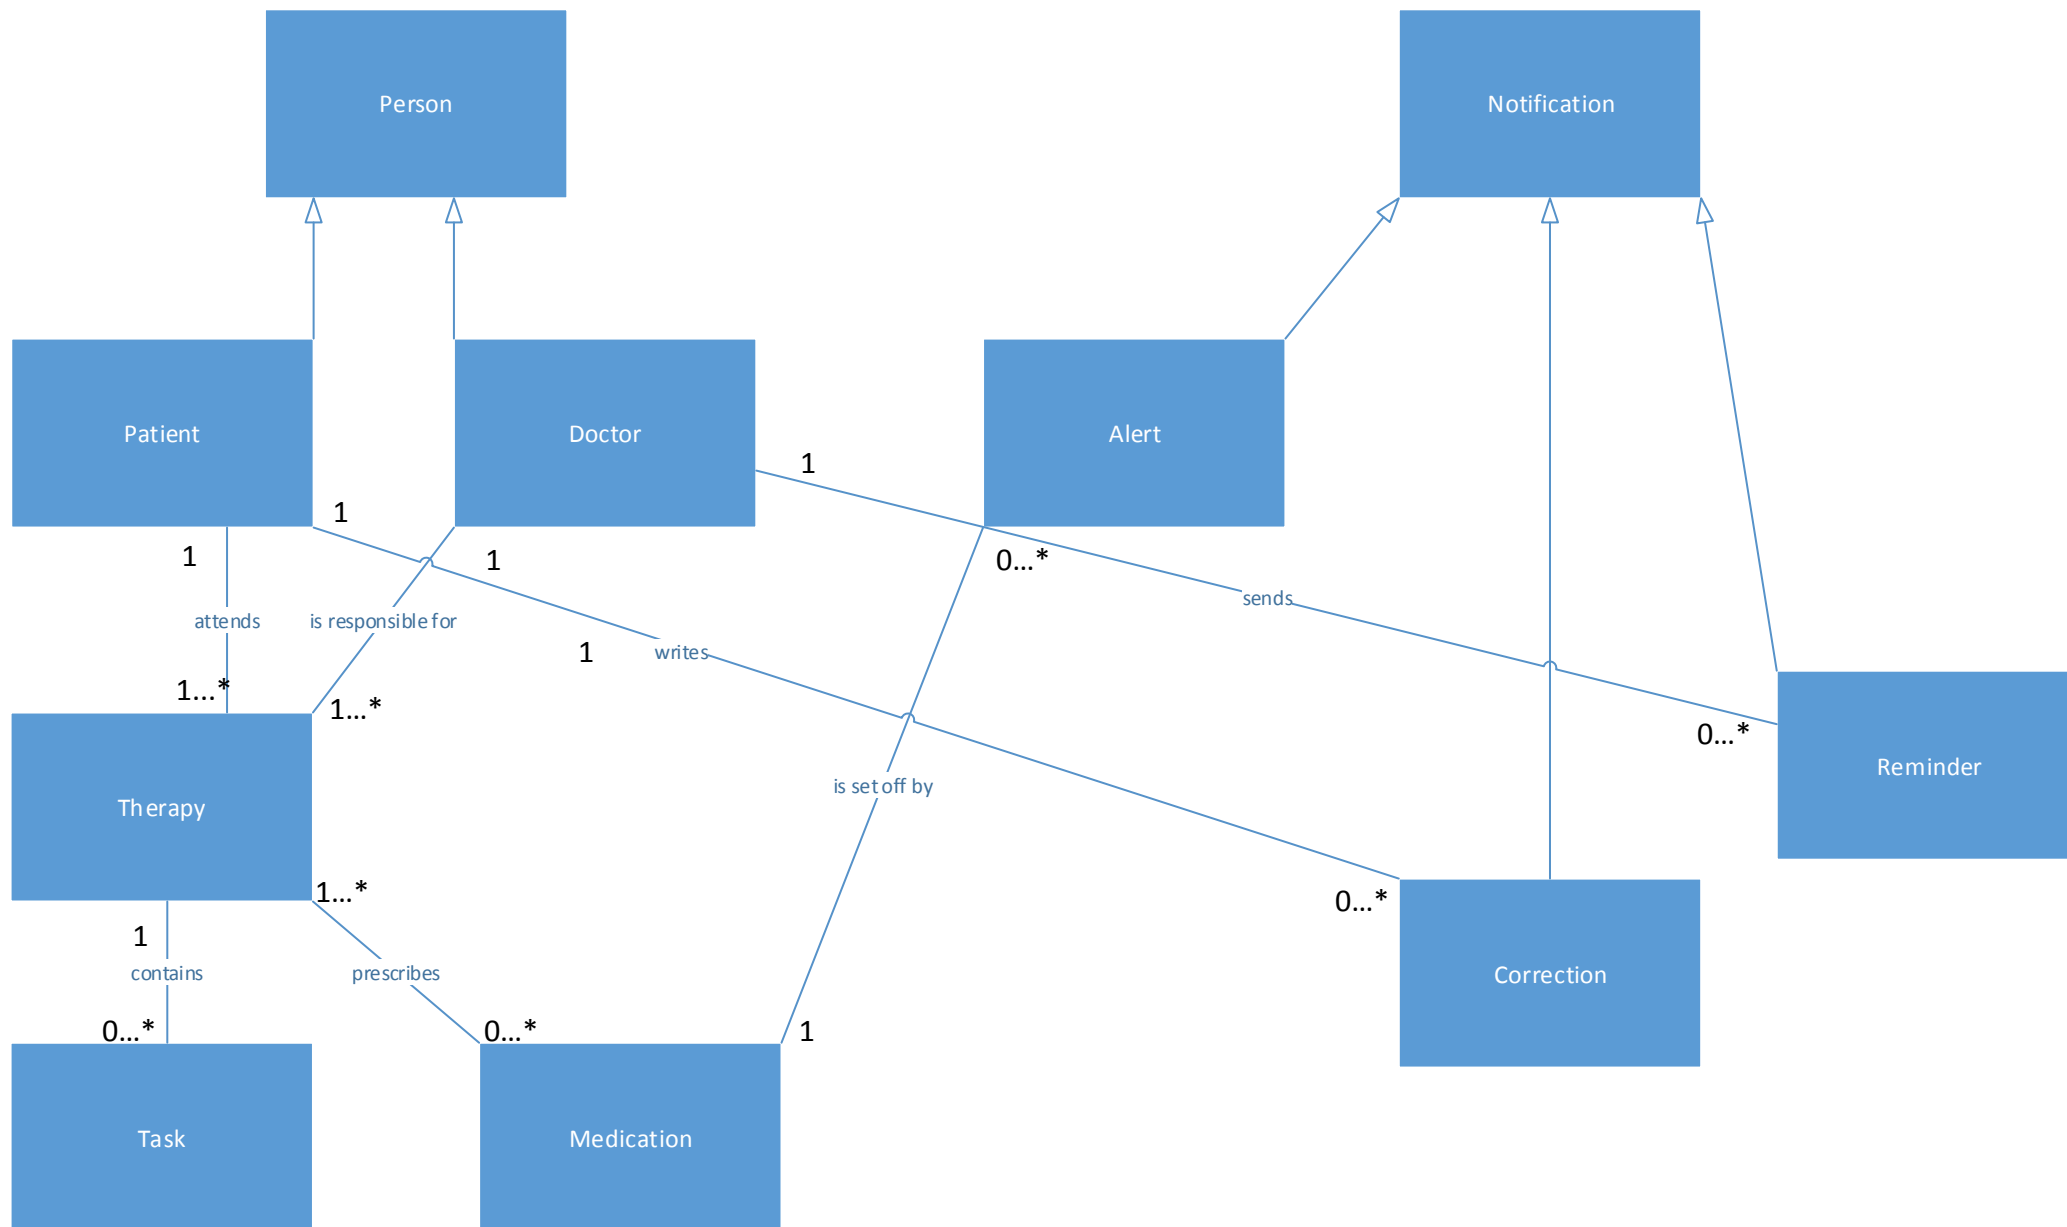 Person
Notification
Patient
Doctor
Alert
1
1
1
1
0...*
sends
attends
is responsible for
1
writes
1...*
1...*
0...*
Reminder
is set off by
Therapy
1...*
0...*
1
contains
prescribes
Correction
0...*
0...*
1
Task
Medication